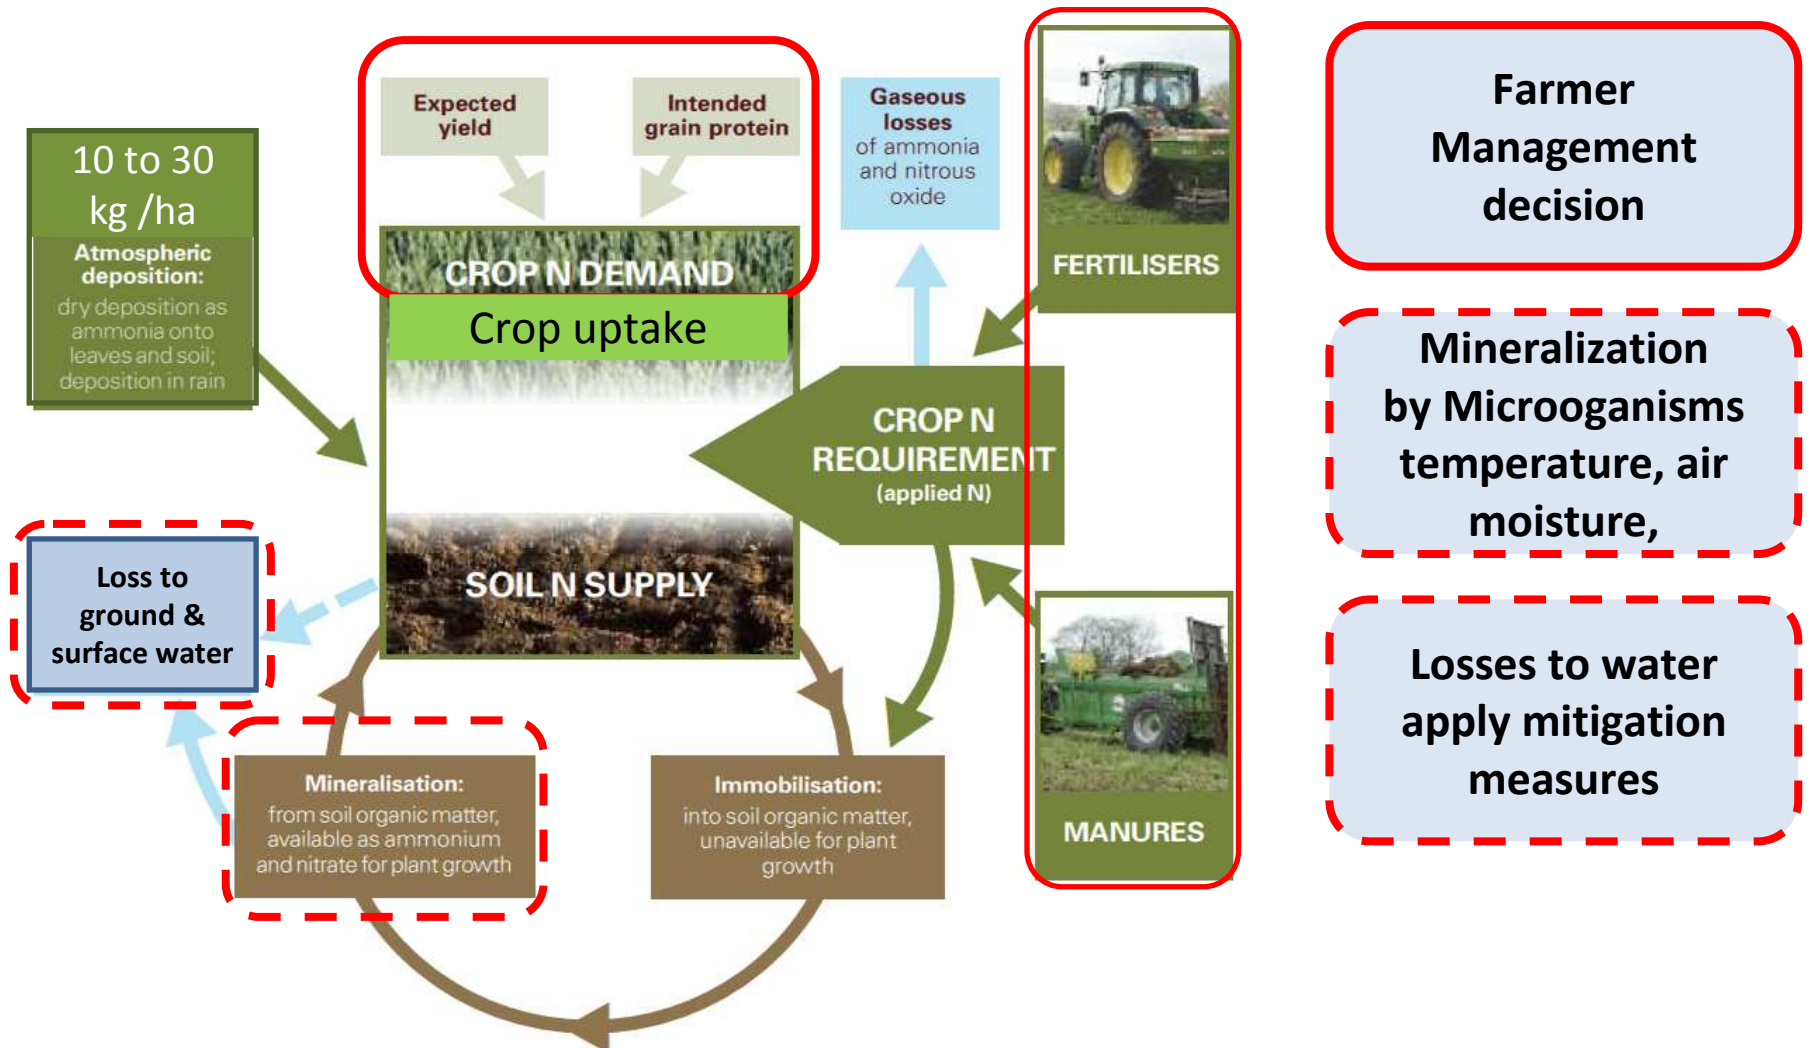 Expected
yield
Intended
grain protein
Gaseous
losses
of ammonia
and nitrous
oxide
10 to 30
kg /ha
Atmospheric
deposition:
dry deposition as
ammonia onto
leaves and soil;
deposition in rain
CROP N DEMAND
Crop uptake
FERTILISERS
CROP N
REQUIREMENT
(applied N)
SOIL N SUPPLY
Loss to
ground &
surface water
Mineralisation:
from soil organic matter,
available as ammonium
and nitrate for plant growth
Immobilisation:
into soil organic matter,
unavailable for plant
growth
MANURES
Farmer
Management
decision
Mineralization
by Microoganisms
temperature, air
moisture,
Losses to water
apply mitigation
measures